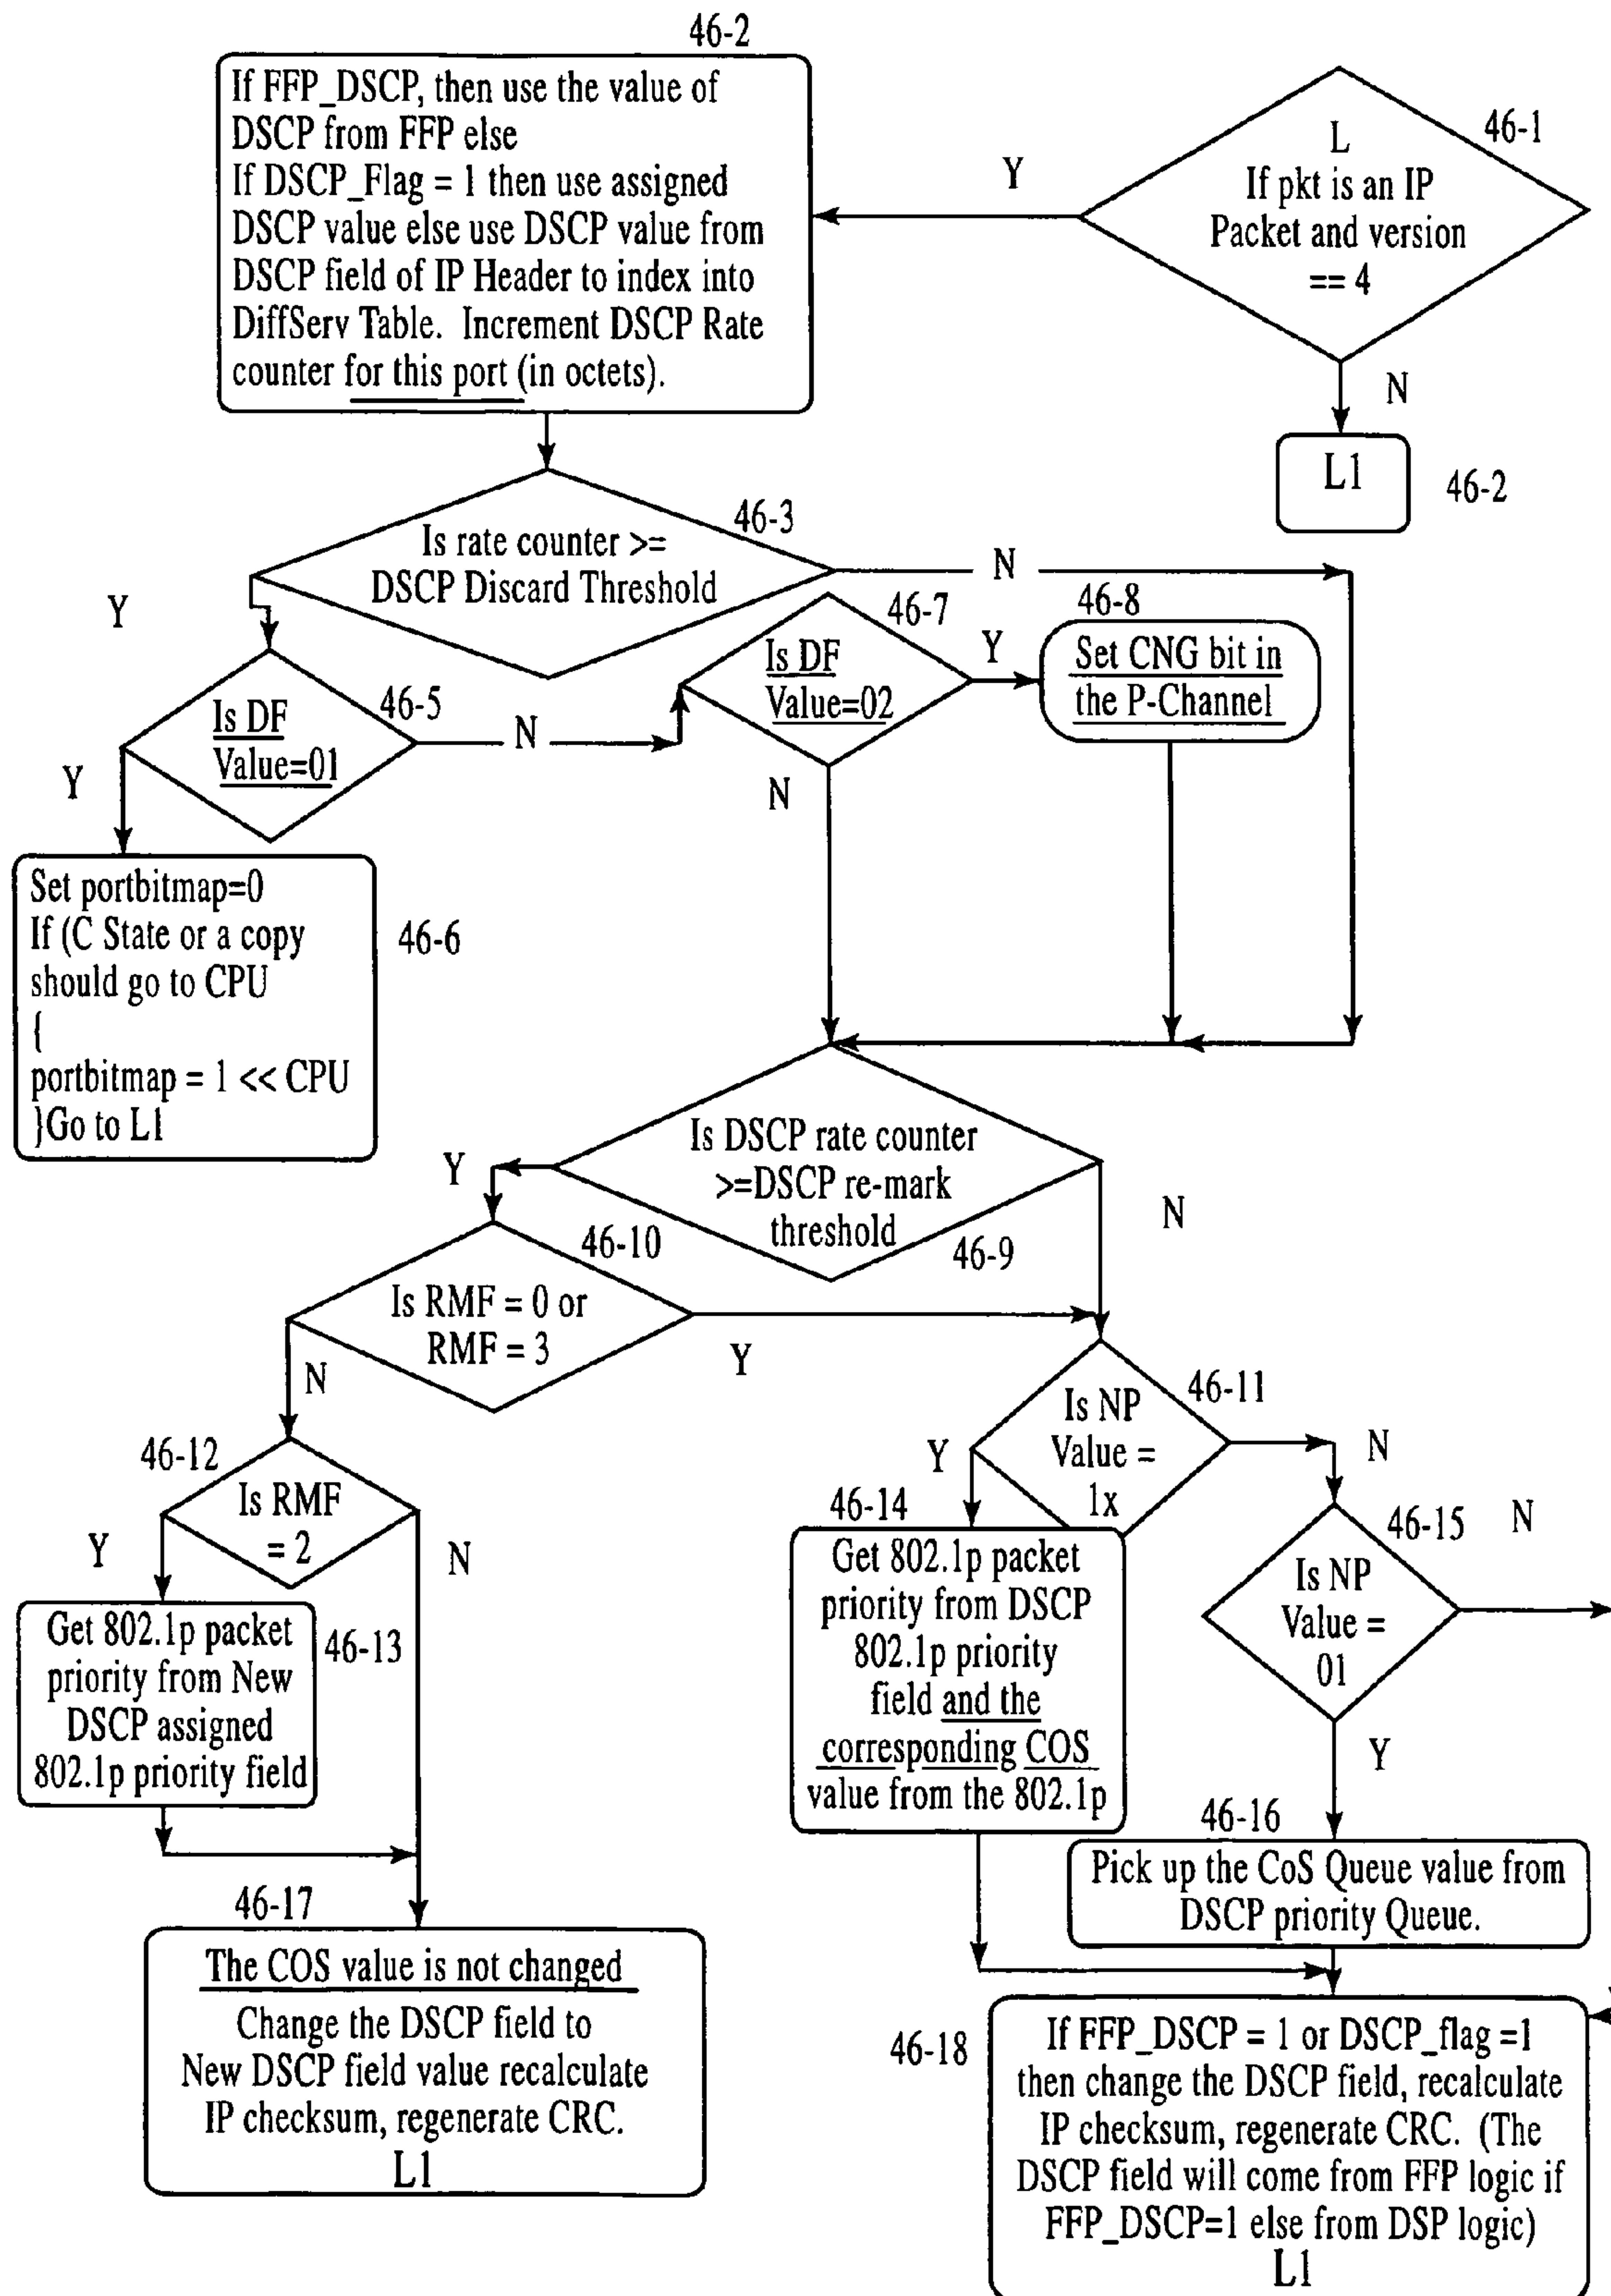 46-2
If FFP_DSCP, then use the value of
DSCP from FFP else
If DSCP_Flag = 1 then use assigned
DSCP value else use DSCP value from
DSCP field of IP Header to index into
DiffServ Table. Increment DSCP Rate
counter for this port (in octets).
46-1
L
If pkt is an IP
Packet and version
== 4
Y
N
L1
46-2
46-3
Is rate counter >=
DSCP Discard Threshold
N
Y
46-5
Is DF
Value=01
N
Y
46-7
Is DF
Value=02
Y
N
46-8
Set CNG bit in
the P-Channel
Set portbitmap=0
If (C State or a copy
should go to CPU
{
portbitmap = 1 << CPU
}Go to L1
46-6
Is DSCP rate counter
>=DSCP re-mark
threshold
46-9
Y
N
46-10
Is RMF = 0 or
RMF = 3
Y
N
46-11
Is NP
Value =
1x
Y
N
46-12
Is RMF
= 2
Y
N
46-13
Get 802.1p packet
priority from New
DSCP assigned
802.1p priority field
46-14
Get 802.1p packet
priority from DSCP
802.1p priority
field and the
corresponding COS
value from the 802.1p
46-15
Is NP
Value =
01
N
Y
46-16
Pick up the CoS Queue value from
DSCP priority Queue.
46-17
The COS value is not changed
Change the DSCP field to
New DSCP field value recalculate
IP checksum, regenerate CRC.
L1
46-18
If FFP_DSCP = 1 or DSCP_flag =1
then change the DSCP field, recalculate
IP checksum, regenerate CRC. (The
DSCP field will come from FFP logic if
FFP_DSCP=1 else from DSP logic)
L1